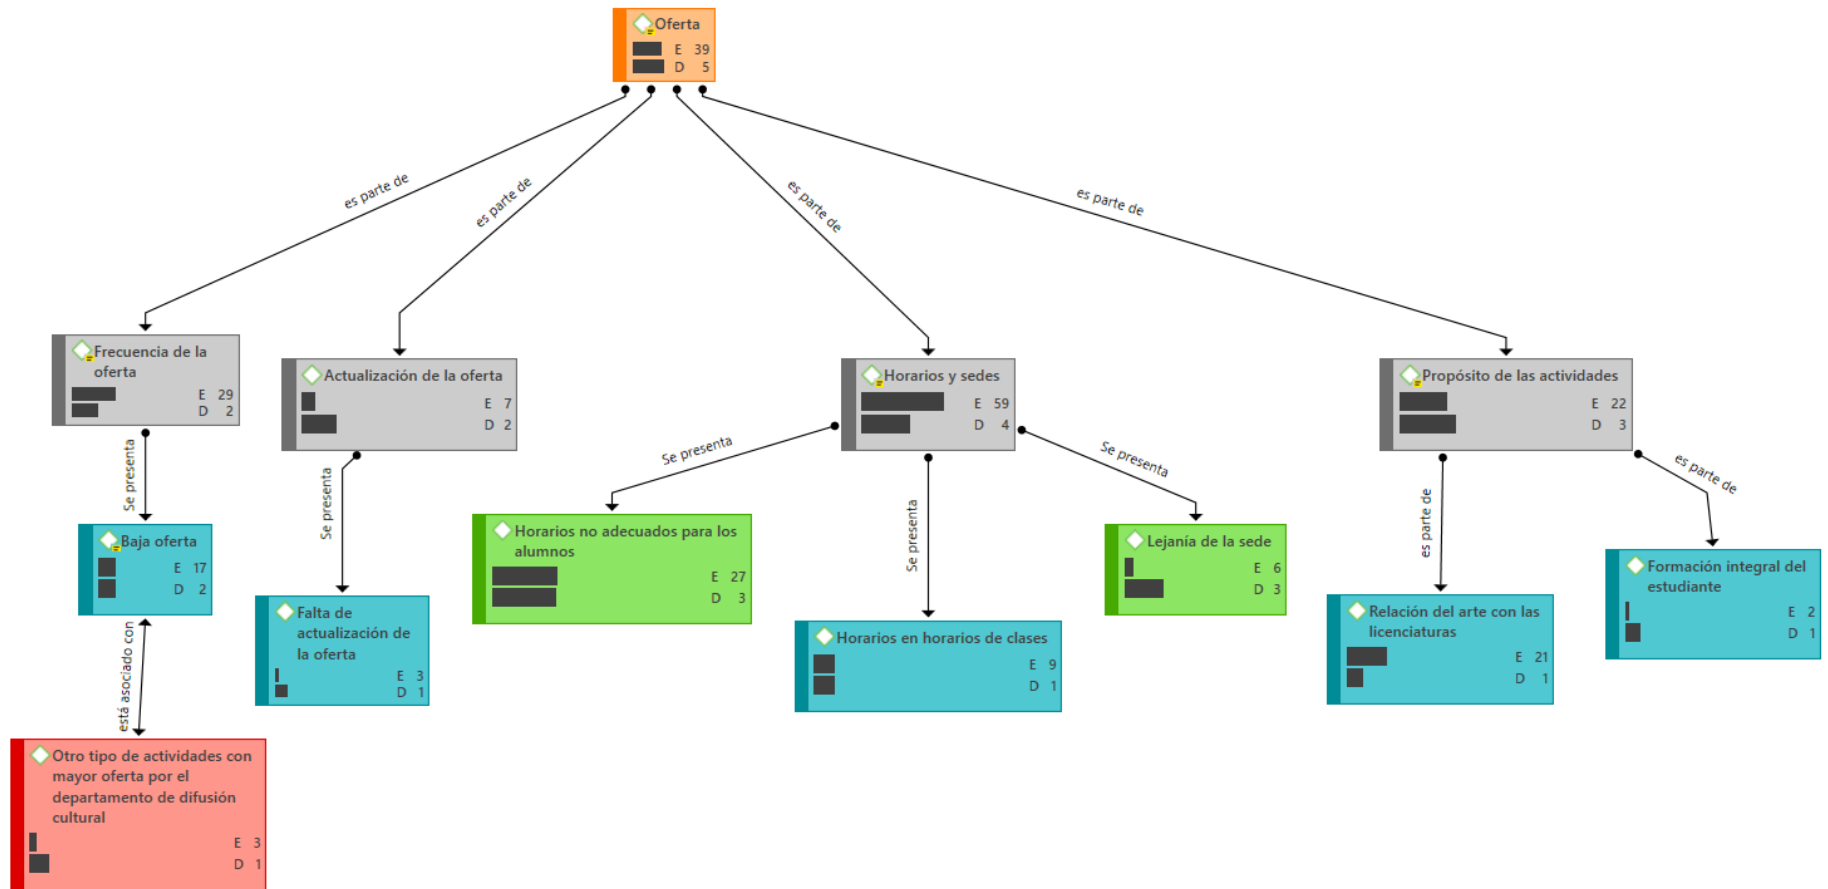 Oferta
E 39
D 5
es parte de
es parte de
es parte de
es parte de
Frecuencia de la
oferta
E 29
D 2
Actualización de la oferta
E 7
D 2
Horarios y sedes
E 59
D 4
Propósito de las actividades
E 22
D 3
Se presenta
Se presenta
Se presenta
Se presenta
Se presenta
es parte de
es parte de
Baja oferta
E 17
D 2
Falta de
actualización de
la oferta
E 3
D 1
Horarios no adecuados para los
alumnos
E 27
D 3
Horarios en horarios de clases
E 9
D 1
Lejanía de la sede
E 6
D 3
Relación del arte con las
licenciaturas
E 21
D 1
Formación integral del
estudiante
E 2
D 1
está asociado con
Otro tipo de actividades con
mayor oferta por el
departamento de difusión
cultural
E 3
D 1